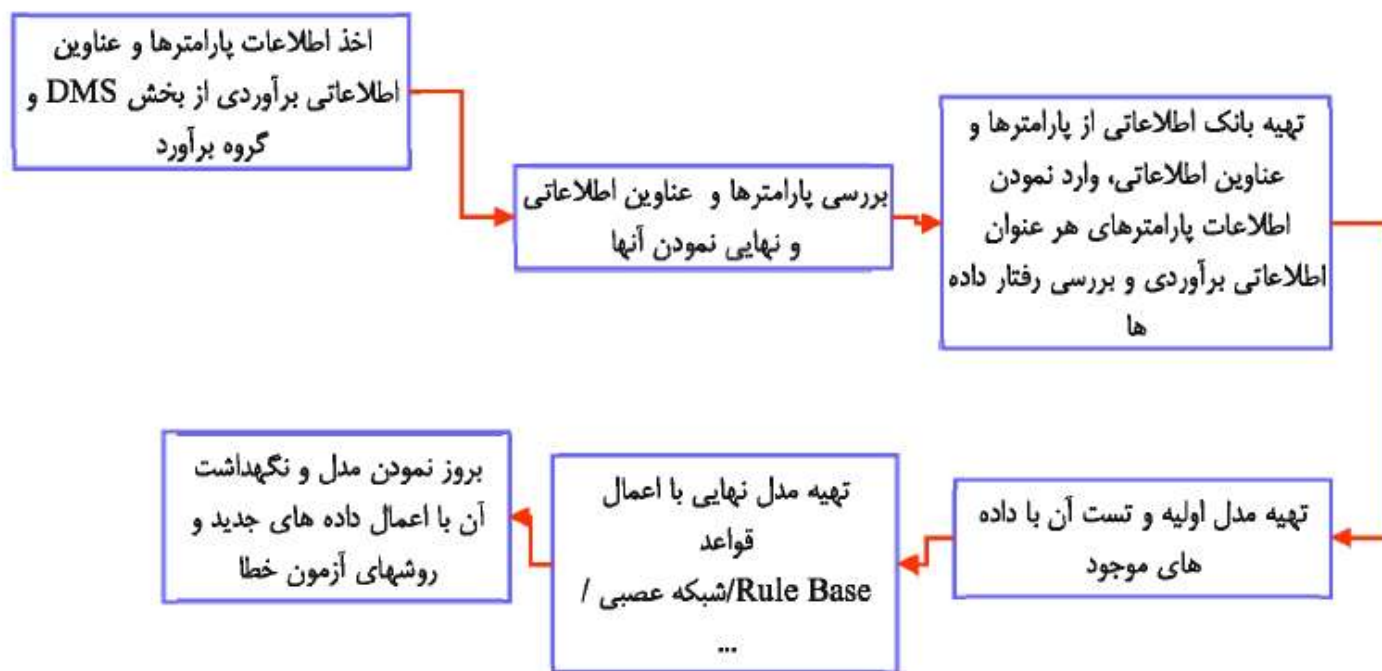 اخذ اطلاعات پارامترها و عناوین
اطلاعاتی برآوردی از بخش DMS و
گروه برآورد
بررسی پارامترها و عناوین اطلاعاتی
و نهایی نمودن آنها
تهیه بانک اطلاعاتی از پارامترها و
عناوین اطلاعاتی، وارد نمودن
اطلاعات پارامترهای هر عنوان
اطلاعاتی برآوردی و بررسی رفتار داده
ها
تهیه مدل اولیه و تست آن با داده
های موجود
تهیه مدل نهایی با اعمال
قواعد
Rule Base/شبکه عصبی /
...
بروز نمودن مدل و نگهداشت
آن با اعمال داده های جدید و
روشهای آزمون خطا